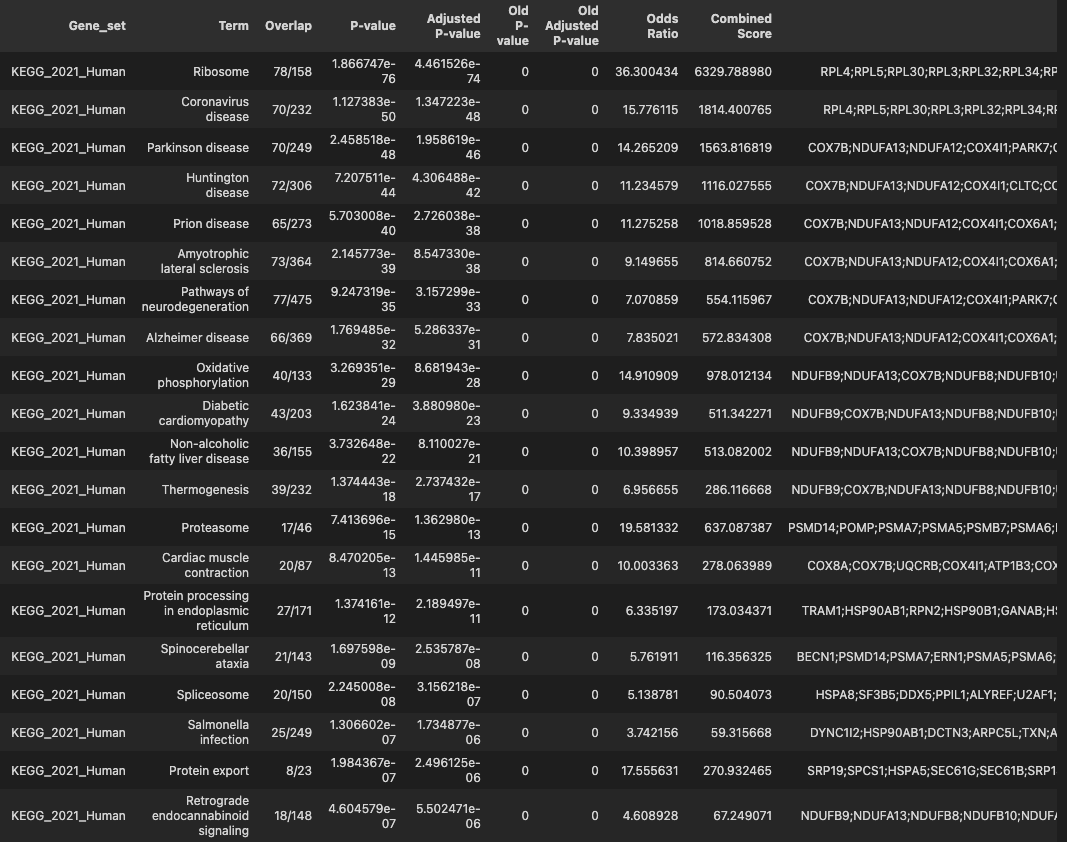 Gene_set Term Overlap P-value Adjusted P-value Old P-value Old Adjusted P-value Odds Ratio Combined Score
KEGG_2021_Human Ribosome 78/158 1.866747e-76 4.461526e-74 0 0 36.300434 6329.788980 RPL4;RPL5;RPL30;RPL3;RPL32;RPL34;RP
KEGG_2021_Human Coronavirus disease 70/232 1.127383e-50 1.347223e-48 0 0 15.776115 1814.400765 RPL4;RPL5;RPL30;RPL3;RPL32;RPL34;RP
KEGG_2021_Human Parkinson disease 70/249 2.458518e-48 1.958619e-46 0 0 14.265209 1563.816819 COX7B;NDUFA13;NDUFA12;COX4I1;PARK7;C
KEGG_2021_Human Huntington disease 72/306 7.207511e-44 4.306488e-42 0 0 11.234579 1116.027555 COX7B;NDUFA13;NDUFA12;COX4I1;CLTC;CO
KEGG_2021_Human Prion disease 65/273 5.703008e-40 2.726038e-38 0 0 11.275258 1018.859528 COX7B;NDUFA13;NDUFA12;COX4I1;COX6A1;
KEGG_2021_Human Amyotrophic lateral sclerosis 73/364 2.145773e-39 8.547330e-38 0 0 9.149655 814.660752 COX7B;NDUFA13;NDUFA12;COX4I1;COX6A1;
KEGG_2021_Human Pathways of neurodegeneration 77/475 9.247319e-35 3.157299e-33 0 0 7.070859 554.115967 COX7B;NDUFA13;NDUFA12;COX4I1;PARK7;C
KEGG_2021_Human Alzheimer disease 66/369 1.769485e-32 5.286337e-31 0 0 7.835021 572.834308 COX7B;NDUFA13;NDUFA12;COX4I1;COX6A1;
KEGG_2021_Human Oxidative phosphorylation 40/133 3.269351e-29 8.681943e-28 0 0 14.910909 978.012134 NDUFB9;NDUFA13;COX7B;NDUFB8;NDUFB10;
KEGG_2021_Human Diabetic cardiomyopathy 43/203 1.623841e-24 3.880980e-23 0 0 9.334939 511.342271 NDUFB9;COX7B;NDUFA13;NDUFB8;NDUFB10;
KEGG_2021_Human Non-alcoholic fatty liver disease 36/155 3.732648e-22 8.110027e-21 0 0 10.398957 513.082002 NDUFB9;NDUFA13;COX7B;NDUFB8;NDUFB10;
KEGG_2021_Human Thermogenesis 39/232 1.374443e-18 2.737432e-17 0 0 6.956655 286.116668 NDUFB9;COX7B;NDUFA13;NDUFB8;NDUFB10;
KEGG_2021_Human Proteasome 17/46 7.413696e-15 1.362980e-13 0 0 19.581332 637.087387 PSMD14;POMP;PSMA7;PSMA5;PSMB7;PSMA6;
KEGG_2021_Human Cardiac muscle contraction 20/87 8.470205e-13 1.445985e-11 0 0 10.003363 278.063989 COX8A;COX7B;UQCRB;COX4I1;ATP1B3;COX
KEGG_2021_Human Protein processing in endoplasmic reticulum 27/171 1.374161e-12 2.189497e-11 0 0 6.335197 173.034371 TRAM1;HSP90AB1;RPN2;HSP90B1;GANAB;HS
KEGG_2021_Human Spinocerebellar ataxia 21/143 1.697598e-09 2.535787e-08 0 0 5.761911 116.356325 BECN1;PSMD14;PSMA7;ERN1;PSMA5;PSMA6;
KEGG_2021_Human Spliceosome 20/150 2.245008e-08 3.156218e-07 0 0 5.138781 90.504073 HSPA8;SF3B5;DDX5;PPIL1;ALYREF;U2AF1;
KEGG_2021_Human Salmonella infection 25/249 1.306602e-07 1.734877e-06 0 0 3.742156 59.315668 DYNC1I2;HSP90AB1;DCTN3;ARPC5L;TXN;A
KEGG_2021_Human Protein export 8/23 1.984367e-07 2.496125e-06 0 0 17.555631 270.932465 SRP19;SPCS1;HSPA5;SEC61G;SEC61B;SRP1
KEGG_2021_Human Retrograde endocannabinoid signaling 18/148 4.604579e-07 5.502471e-06 0 0 4.608928 67.249071 NDUFB9;NDUFA13;NDUFB8;NDUFB10;NDUFA